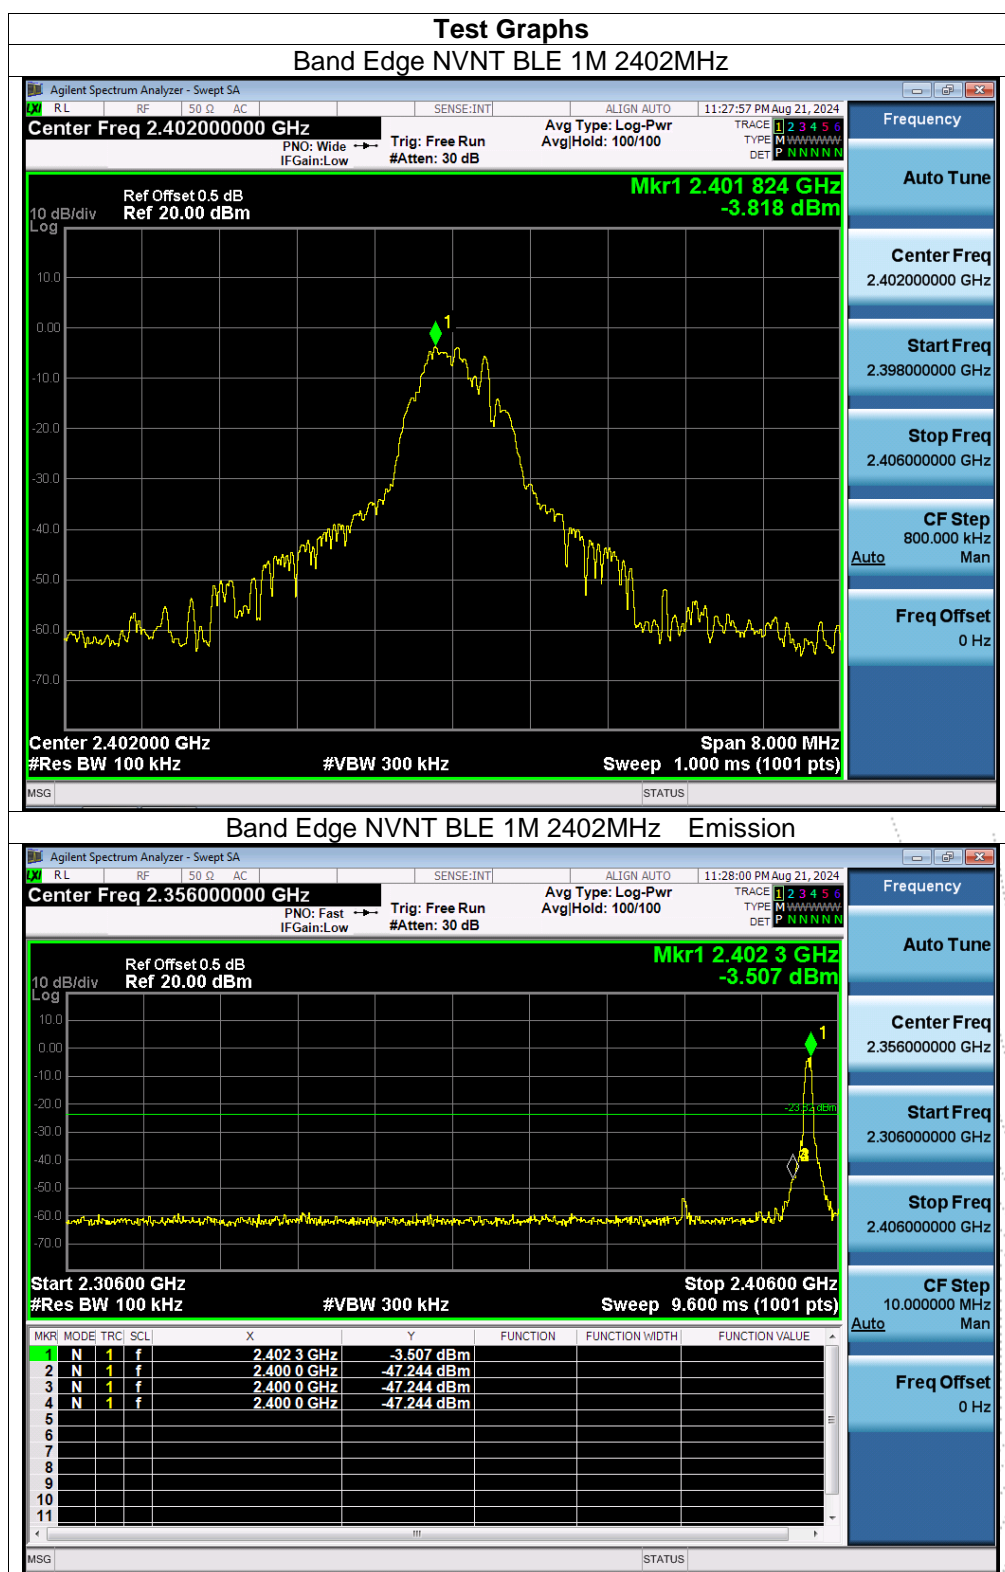 Test Graphs
Band Edge NVNT BLE 1M 2402MHz
Agilent Spectrum Analyzer - Swept SA
LXI RL RF 50 Ω AC SENSE:INT ALIGN AUTO 11:27:57 PM Aug 21, 2024
Center Freq 2.402000000 GHz
PNO: Wide
IFGain:Low
Trig: Free Run
#Atten: 30 dB
Avg Type: Log-Pwr
Avg|Hold: 100/100
TRACE 1 2 3 4 5 6
TYPE M WWWWW
DET P N N N N N
Ref Offset 0.5 dB
10 dB/div Ref 20.00 dBm
Log
Mkr1 2.401 824 GHz
-3.818 dBm
1
10.0
0.00
-10.0
-20.0
-30.0
-40.0
-50.0
-60.0
-70.0
Center 2.402000 GHz Span 8.000 MHz
#Res BW 100 kHz #VBW 300 kHz Sweep 1.000 ms (1001 pts)
MSG STATUS
Frequency
Auto Tune
Center Freq
2.402000000 GHz
Start Freq
2.398000000 GHz
Stop Freq
2.406000000 GHz
CF Step
800.000 kHz
Auto Man
Freq Offset
0 Hz
Band Edge NVNT BLE 1M 2402MHz Emission
Agilent Spectrum Analyzer - Swept SA
LXI RL RF 50 Ω AC SENSE:INT ALIGN AUTO 11:28:00 PM Aug 21, 2024
Center Freq 2.356000000 GHz
PNO: Fast
IFGain:Low
Trig: Free Run
#Atten: 30 dB
Avg Type: Log-Pwr
Avg|Hold: 100/100
TRACE 1 2 3 4 5 6
TYPE M WWWWW
DET P N N N N N
Ref Offset 0.5 dB
10 dB/div Ref 20.00 dBm
Log
Mkr1 2.402 3 GHz
-3.507 dBm
1
10.0
0.00
-10.0
-20.0
-23.82 dBm
-30.0
-40.0
-50.0
-60.0
-70.0
Start 2.30600 GHz Stop 2.40600 GHz
#Res BW 100 kHz #VBW 300 kHz Sweep 9.600 ms (1001 pts)
MKR MODE TRC SCL X Y FUNCTION FUNCTION WIDTH FUNCTION VALUE
1 N 1 f 2.402 3 GHz -3.507 dBm
2 N 1 f 2.400 0 GHz -47.244 dBm
3 N 1 f 2.400 0 GHz -47.244 dBm
4 N 1 f 2.400 0 GHz -47.244 dBm
5
6
7
8
9
10
11
MSG STATUS
Frequency
Auto Tune
Center Freq
2.356000000 GHz
Start Freq
2.306000000 GHz
Stop Freq
2.406000000 GHz
CF Step
10.000000 MHz
Auto Man
Freq Offset
0 Hz